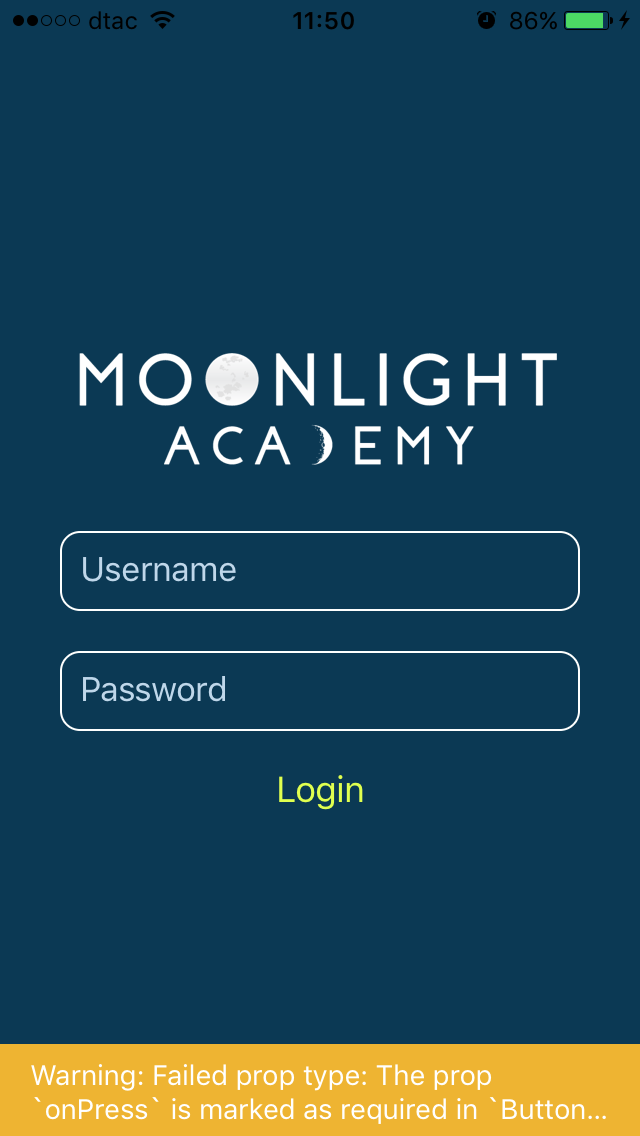 dtac 11:50 86%
MOONLIGHT
ACADEMY
Username
Password
Login
Warning: Failed prop type: The prop
`onPress` is marked as required in `Button...